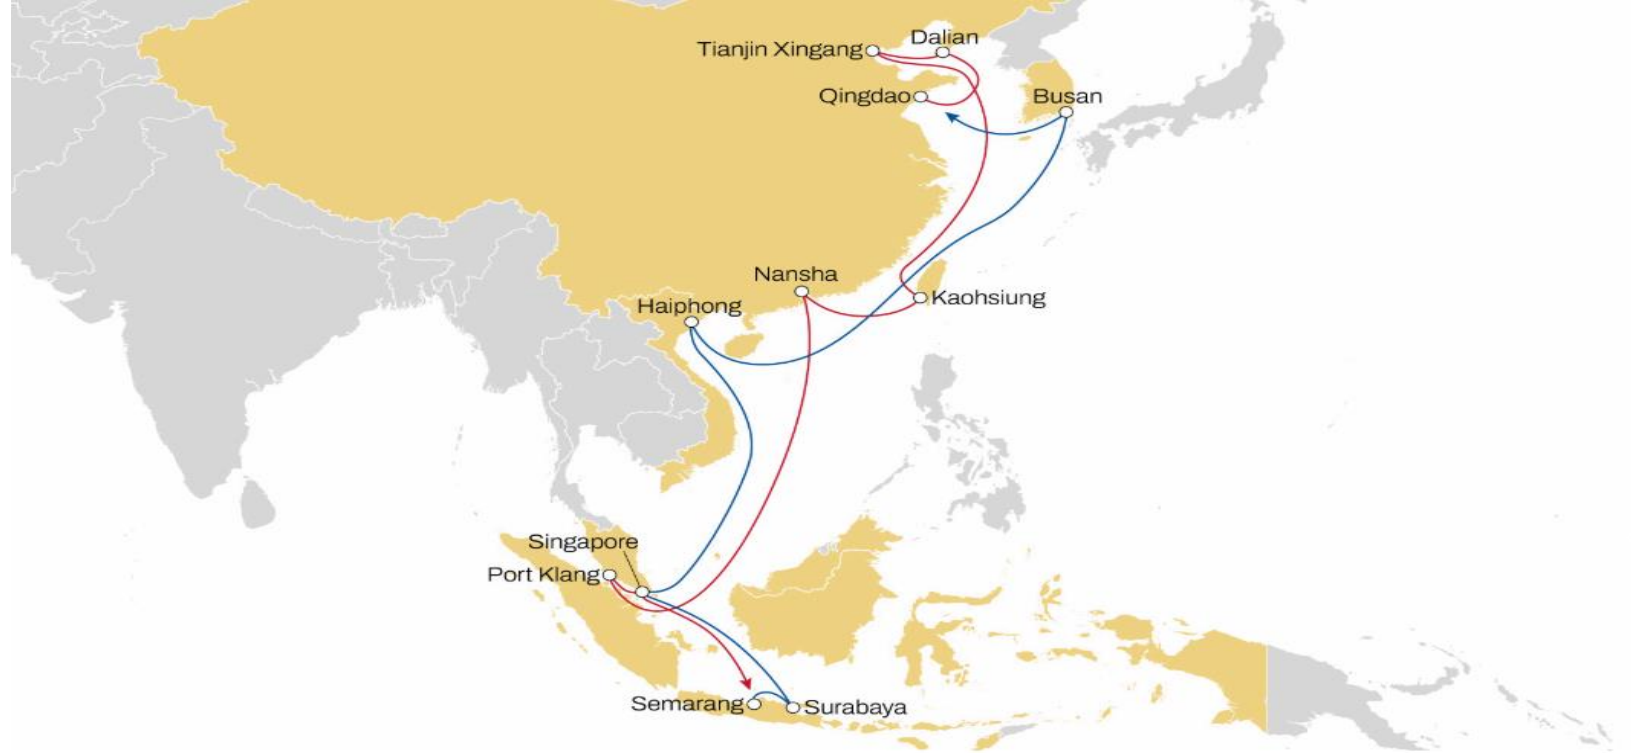 Dalian
Tianjin Xingang
Qingdao
Busan
Nansha
Kaohsiung
Haiphong
Singapore
Port Klang
Semarang
Surabaya